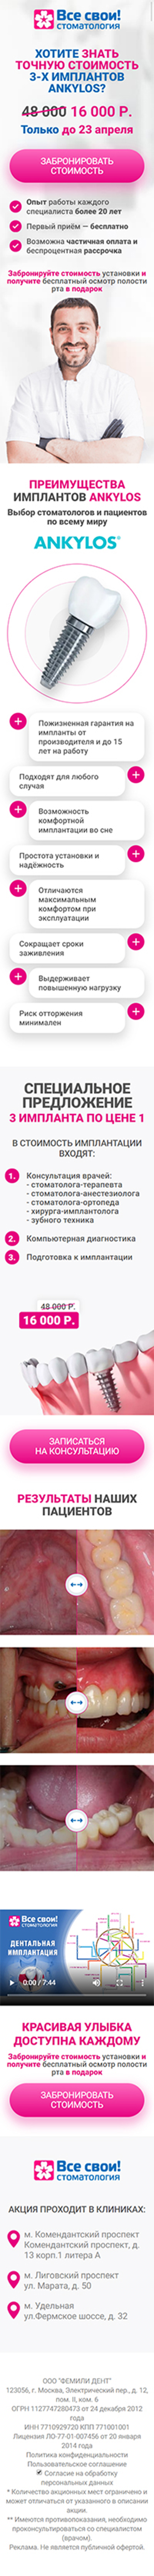 Все свои!
СТОМАТОЛОГИЯ
ХОТИТЕ ЗНАТЬ
ТОЧНУЮ СТОИМОСТЬ
3-Х ИМПЛАНТОВ
ANKYLOS?
48 000 16 000 Р.
Только до 23 апреля
ЗАБРОНИРОВАТЬ
СТОИМОСТЬ
Опыт работы каждого
специалиста более 20 лет
Первый приём — бесплатно
Возможна частичная оплата и
беспроцентная рассрочка
Забронируйте стоимость установки и
получите бесплатный осмотр полости
рта в подарок
ПРЕИМУЩЕСТВА
ИМПЛАНТОВ ANKYLOS
Выбор стоматологов и пациентов
по всему миру
ANKYLOS®
Пожизненная гарантия на
импланты от
производителя и до 15
лет на работу
Подходят для любого
случая
Возможность
комфортной
имплантации во сне
Простота установки и
надёжность
Отличаются
максимальным
комфортом при
эксплуатации
Сокращает сроки
заживления
Выдерживает
повышенную нагрузку
Риск отторжения
минимален
СПЕЦИАЛЬНОЕ
ПРЕДЛОЖЕНИЕ
3 ИМПЛАНТА ПО ЦЕНЕ 1
В СТОИМОСТЬ ИМПЛАНТАЦИИ
ВХОДЯТ:
1. Консультация врачей:
- стоматолога-терапевта
- стоматолога-анестезиолога
- стоматолога-ортопеда
- хирурга-имплантолога
- зубного техника
2. Компьютерная диагностика
3. Подготовка к имплантации
48 000 Р.
16 000 Р.
ЗАПИСАТЬСЯ
НА КОНСУЛЬТАЦИЮ
РЕЗУЛЬТАТЫ НАШИХ
ПАЦИЕНТОВ
Все свои!
СТОМАТОЛОГИЯ
ДЕНТАЛЬНАЯ
ИМПЛАНТАЦИЯ
0:00 / 7:44
КРАСИВАЯ УЛЫБКА
ДОСТУПНА КАЖДОМУ
Забронируйте стоимость установки и
получите бесплатный осмотр полости
рта в подарок
ЗАБРОНИРОВАТЬ
СТОИМОСТЬ
Все свои!
СТОМАТОЛОГИЯ
АКЦИЯ ПРОХОДИТ В КЛИНИКАХ:
м. Комендантский проспект
Комендантский проспект, д.
13 корп.1 литера А
м. Лиговский проспект
ул. Марата, д. 50
м. Удельная
ул.Фермское шоссе, д. 32
ООО "ФЕМИЛИ ДЕНТ"
123056, г. Москва, Электрический пер., д. 12,
пом. II, ком. 6
ОГРН 1127747280473 от 24 декабря 2012
года
ИНН 7710929720 КПП 771001001
Лицензия ЛО-77-01-007456 от 20 января
2014 года
Политика конфиденциальности
Пользовательское соглашение
Согласие на обработку
персональных данных
* Количество акционных мест ограничено и
может отличаться от указанного в описании
акции.
** Имеются противопоказания, необходимо
проконсультироваться со специалистом
(врачом).
Реклама. Не является публичной офертой.